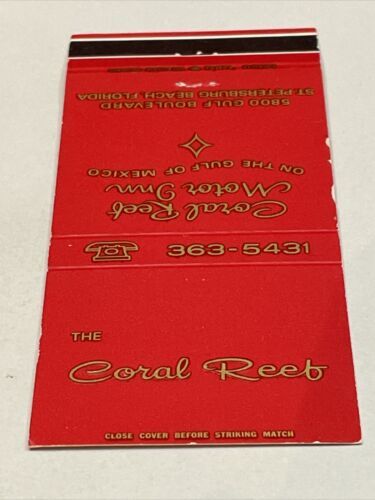 5800 GULF BOULEVARD
ST. PETERSBURG BEACH, FLORIDA
ON THE GULF OF MEXICO
Coral Reef
Motor Inn
363-5431
THE
Coral Reef
CLOSE COVER BEFORE STRIKING MATCH